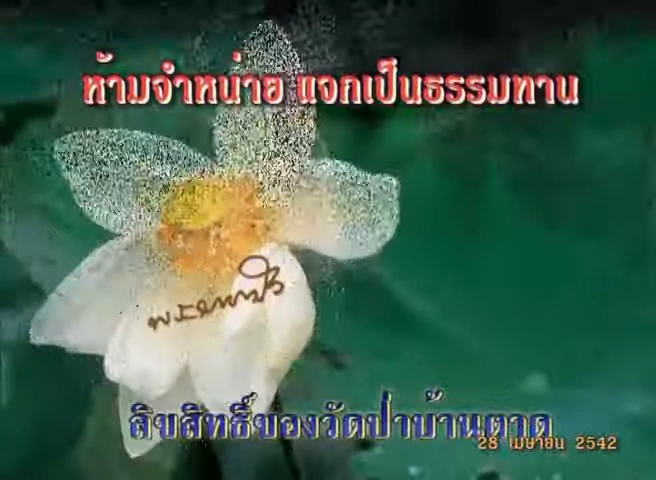 ห้ามจำหน่าย แจกเป็นธรรมทาน
พระมหาบัว
ลิขสิทธิ์ของวัดป่าบ้านตาด
28 เมษายน 2542